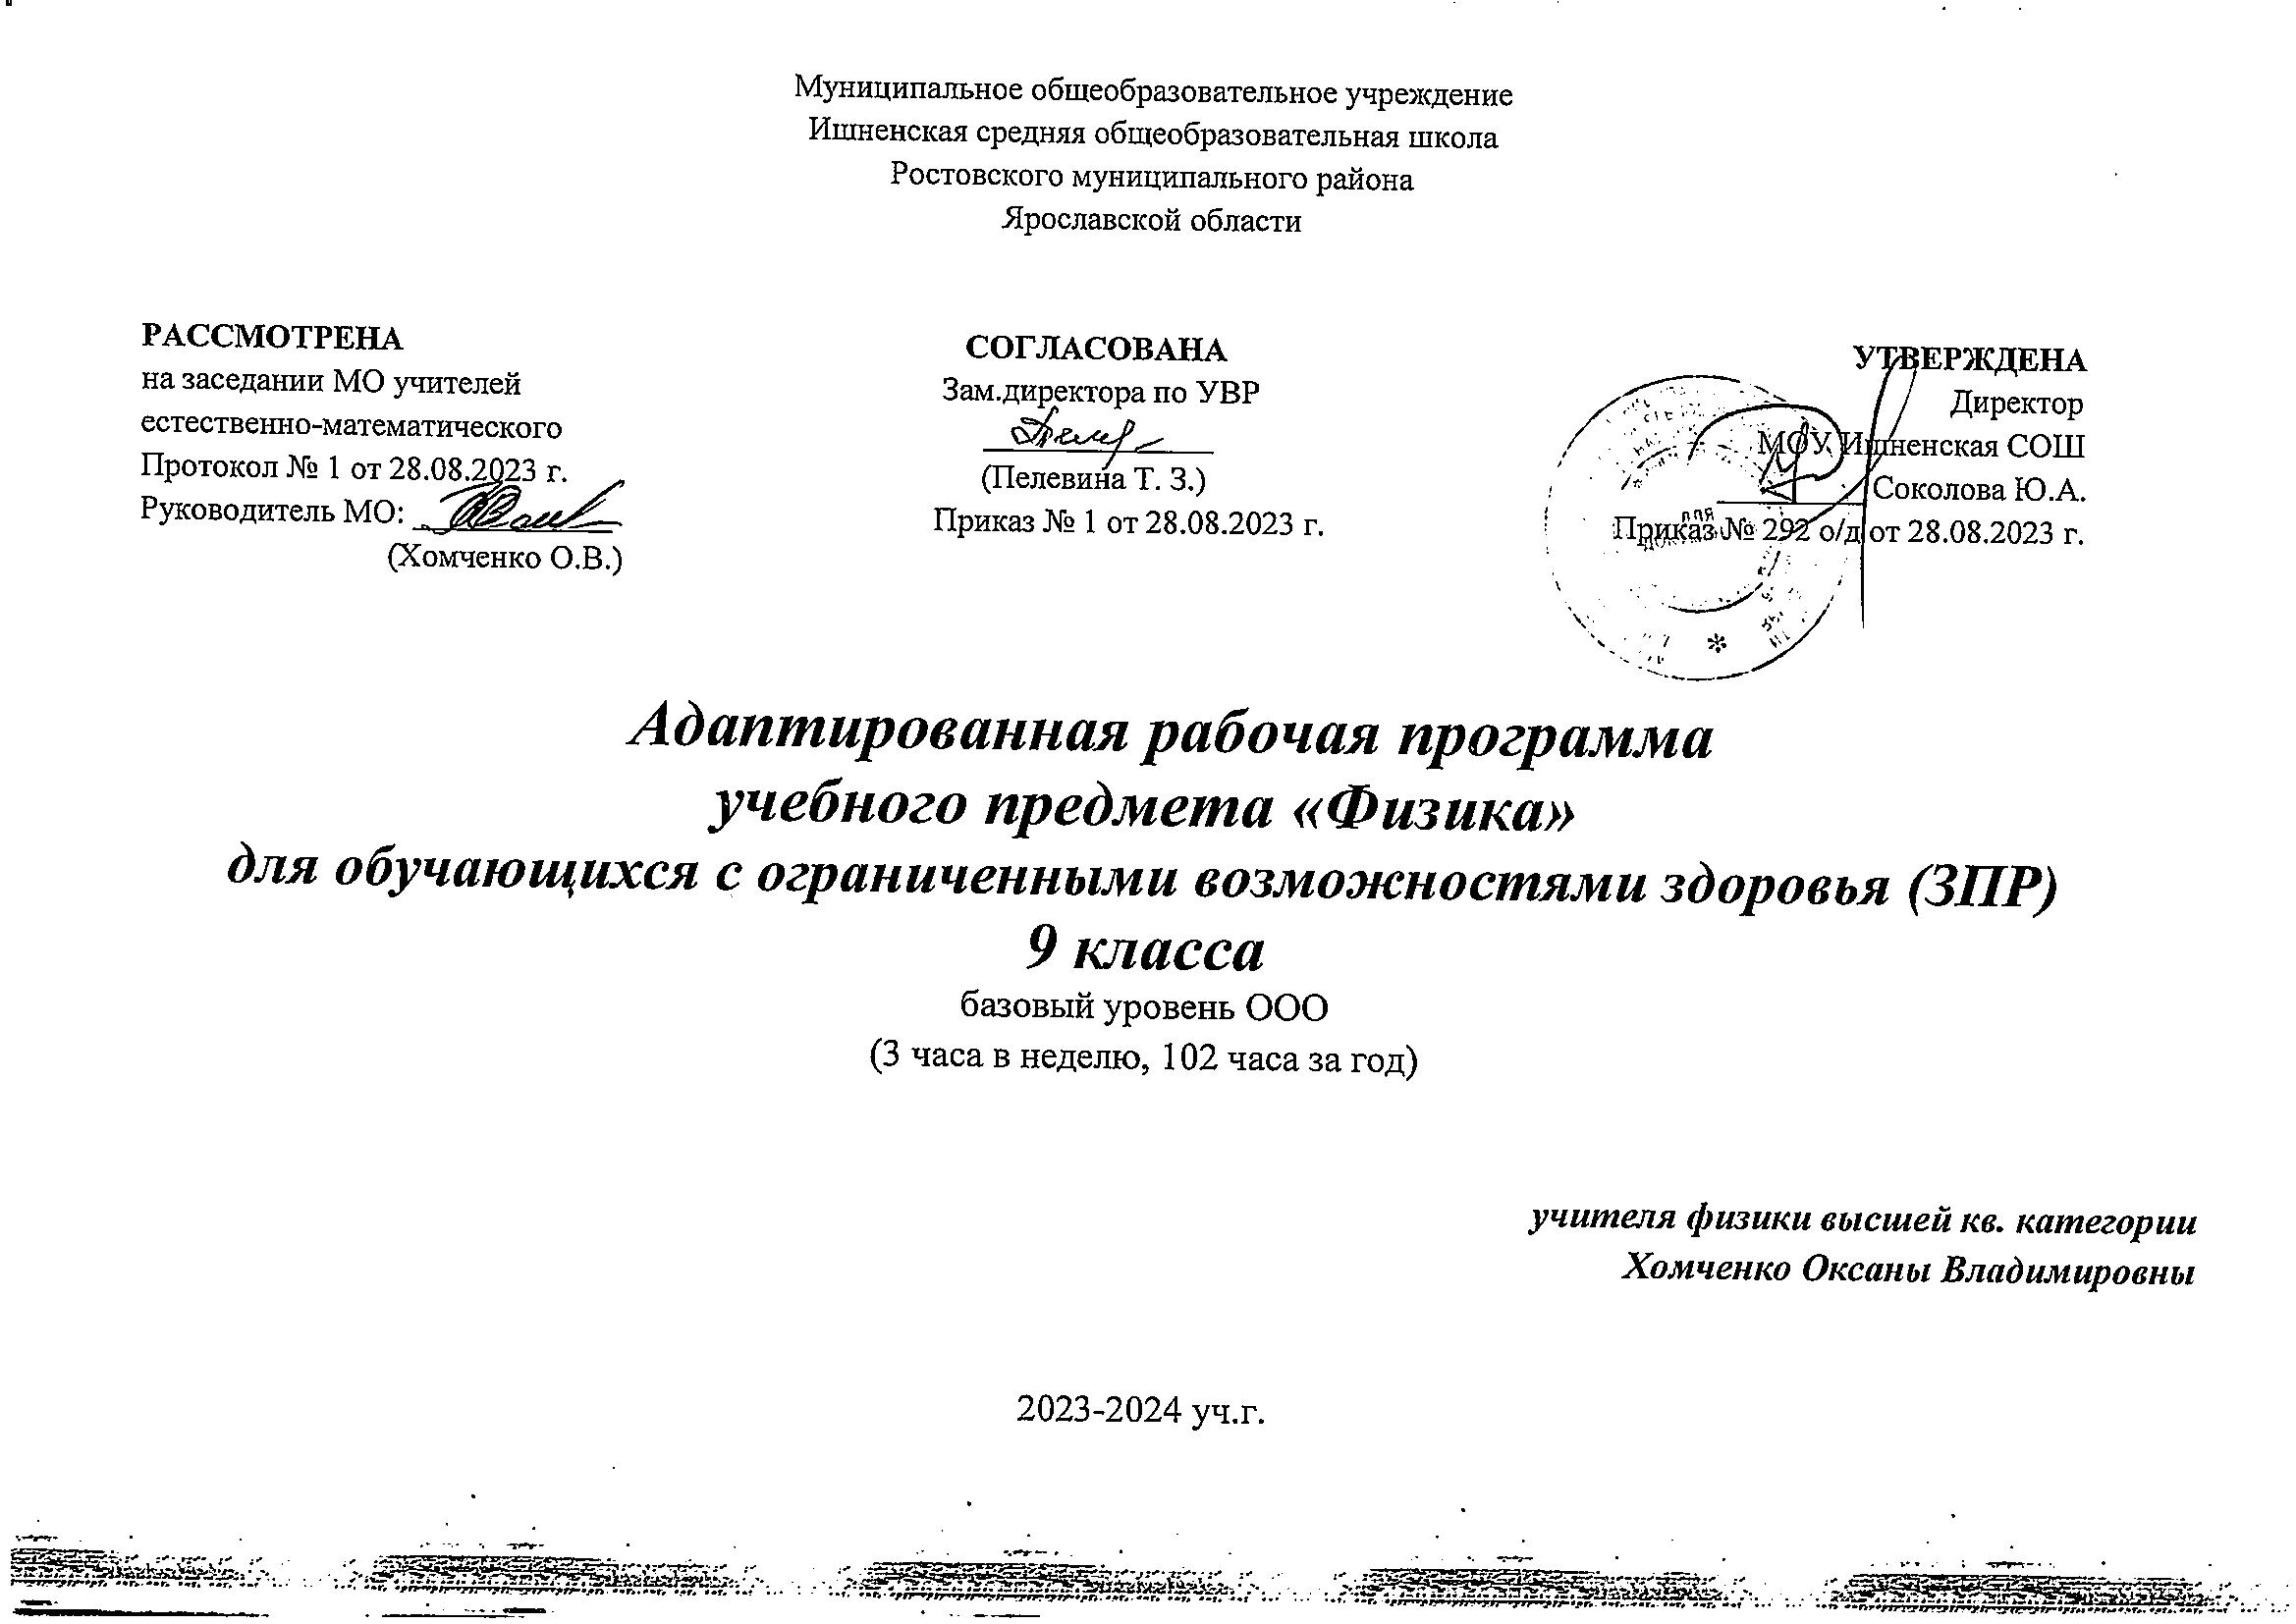 Муниципальное общеобразовательное учреждение
Ишненская средняя общеобразовательная школа
Ростовского муниципального района
Ярославской области
РАССМОТРЕНА
на заседании МО учителей
естественно-математического
Протокол № 1 от 28.08.2023 г.
Руководитель МО:
(Хомченко О.В.)
СОГЛАСОВАНА
Зам.директора по УВР
(Пелевина Т. З.)
Приказ № 1 от 28.08.2023 г.
УТВЕРЖДЕНА
Директор
МОУ Ишненская СОШ
Соколова Ю.А.
Приказ № 292 о/д от 28.08.2023 г.
Адаптированная рабочая программа
учебного предмета «Физика»
для обучающихся с ограниченными возможностями здоровья (ЗПР)
9 класса
базовый уровень ООО
(3 часа в неделю, 102 часа за год)
учителя физики высшей кв. категории
Хомченко Оксаны Владимировны
2023-2024 уч.г.